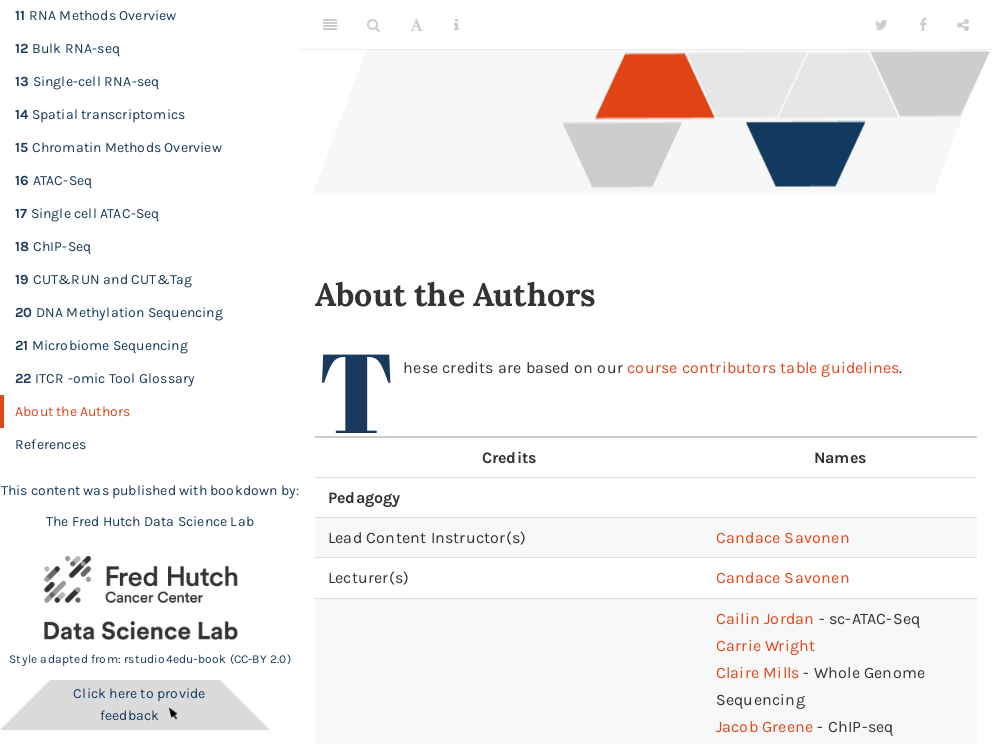 11 RNA Methods Overview
12 Bulk RNA-seq
13 Single-cell RNA-seq
14 Spatial transcriptomics
15 Chromatin Methods Overview
16 ATAC-Seq
17 Single cell ATAC-Seq
18 ChIP-Seq
19 CUT&RUN and CUT&Tag
20 DNA Methylation Sequencing
21 Microbiome Sequencing
22 ITCR -omic Tool Glossary
About the Authors
References
This content was published with bookdown by:
The Fred Hutch Data Science Lab
Fred Hutch
Cancer Center
Data Science Lab
Style adapted from: rstudio4edu-book (CC-BY 2.0)
Click here to provide
feedback
A
About the Authors
These credits are based on our course contributors table guidelines.
Credits Names
Pedagogy
Lead Content Instructor(s) Candace Savonen
Lecturer(s) Candace Savonen
Cailin Jordan - sc-ATAC-Seq
Carrie Wright
Claire Mills - Whole Genome
Sequencing
Jacob Greene - ChIP-seq